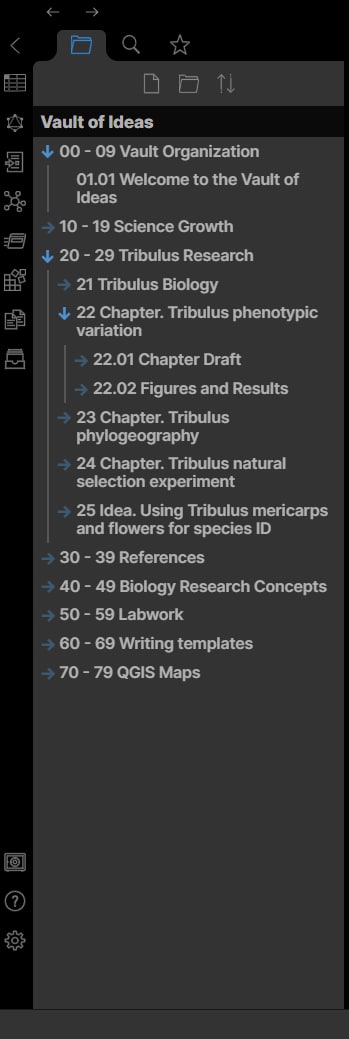 Vault of Ideas
00 - 09 Vault Organization
01.01 Welcome to the Vault of
Ideas
10 - 19 Science Growth
20 - 29 Tribulus Research
21 Tribulus Biology
22 Chapter. Tribulus phenotypic
variation
22.01 Chapter Draft
22.02 Figures and Results
23 Chapter. Tribulus
phylogeography
24 Chapter. Tribulus natural
selection experiment
25 Idea. Using Tribulus mericarps
and flowers for species ID
30 - 39 References
40 - 49 Biology Research Concepts
50 - 59 Labwork
60 - 69 Writing templates
70 - 79 QGIS Maps